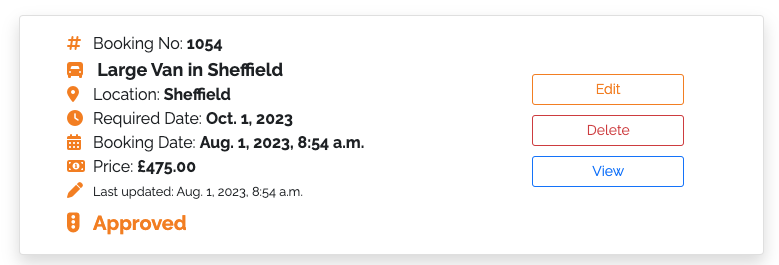 Booking No: 1054
Large Van in Sheffield
Location: Sheffield
Required Date: Oct. 1, 2023
Booking Date: Aug. 1, 2023, 8:54 a.m.
Price: £475.00
Last updated: Aug. 1, 2023, 8:54 a.m.
Approved
Edit
Delete
View